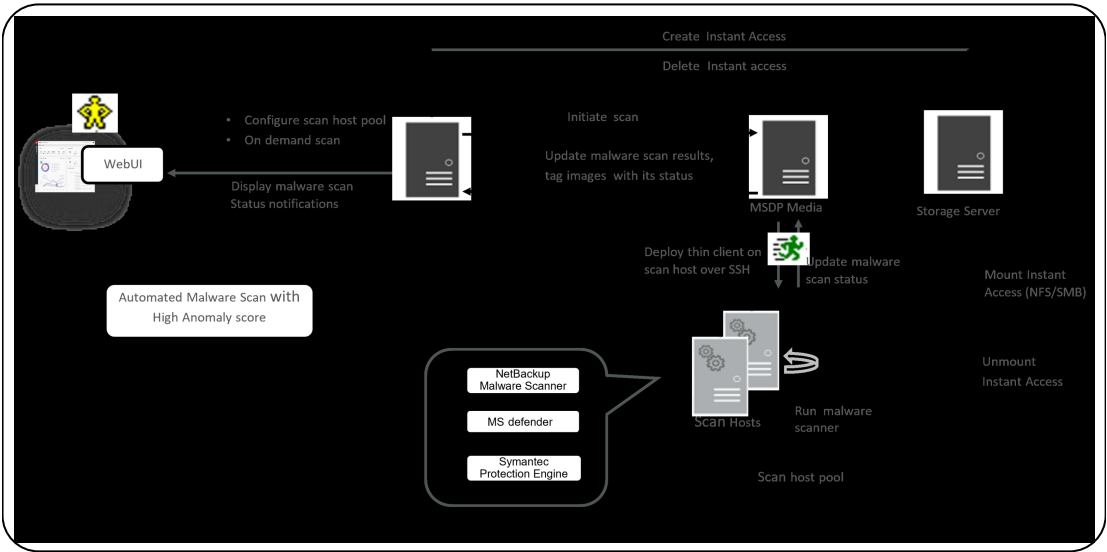 Create Instant Access
Delete Instant access
• Configure scan host pool
• On demand scan
Initiate scan
WebUI
Update malware scan results,
tag images with its status
Display malware scan
Status notifications
MSDP Media
Storage Server
Deploy thin client on
scan host over SSH
Update malware
scan status
Mount Instant
Access (NFS/SMB)
Automated Malware Scan with
High Anomaly score
Unmount
Instant Access
NetBackup
Malware Scanner
MS defender
Symantec
Protection Engine
Scan Hosts
Run malware
scanner
Scan host pool